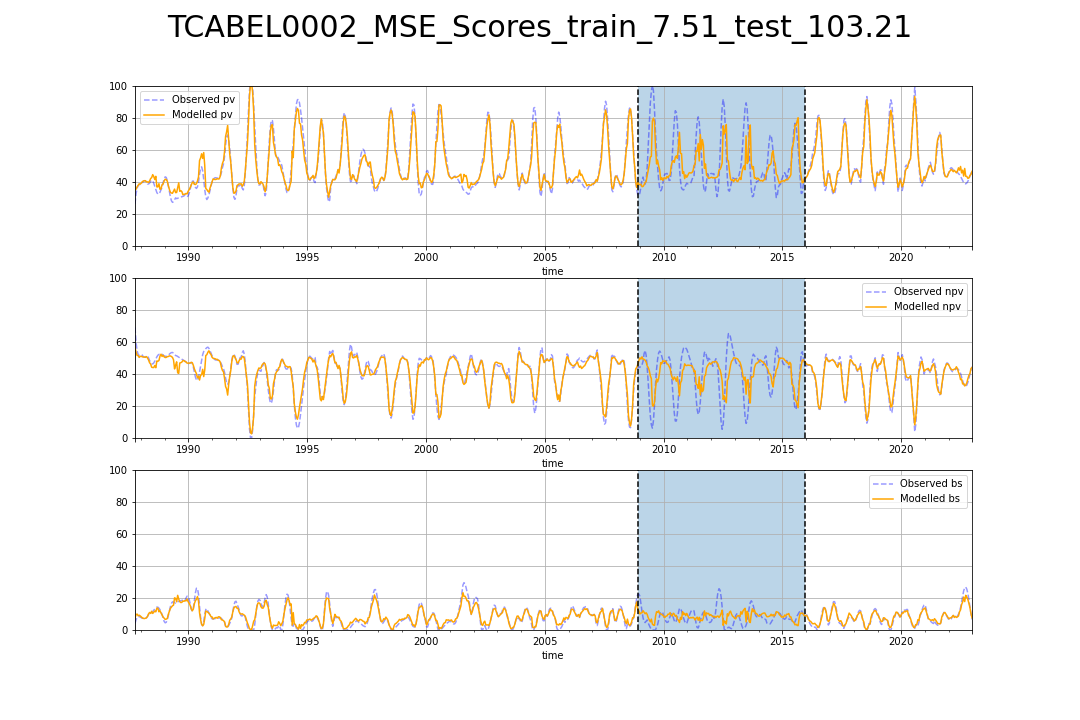 TCABEL0002_MSE_Scores_train_7.51_test_103.21
100
80
60
40
20
0
Observed pv
Modelled pv
1990 1995 2000 2005 2010 2015 2020
time
100
80
60
40
20
0
Observed npv
Modelled npv
1990 1995 2000 2005 2010 2015 2020
time
100
80
60
40
20
0
Observed bs
Modelled bs
1990 1995 2000 2005 2010 2015 2020
time